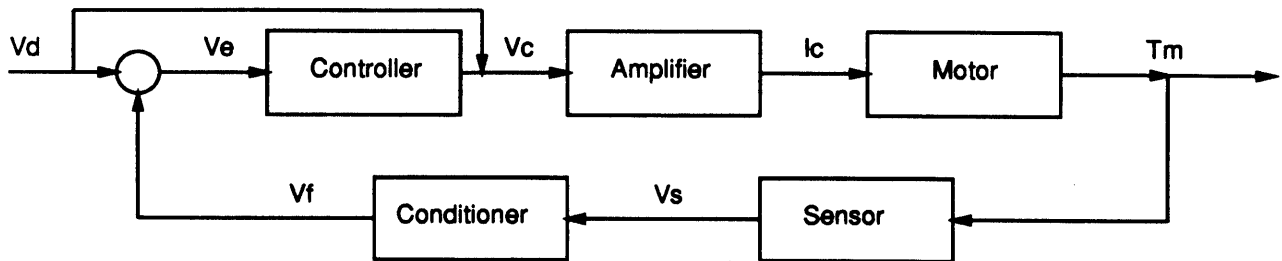 Vd
Ve
Controller
Vc
Amplifier
Ic
Motor
Tm
Vf
Conditioner
Vs
Sensor